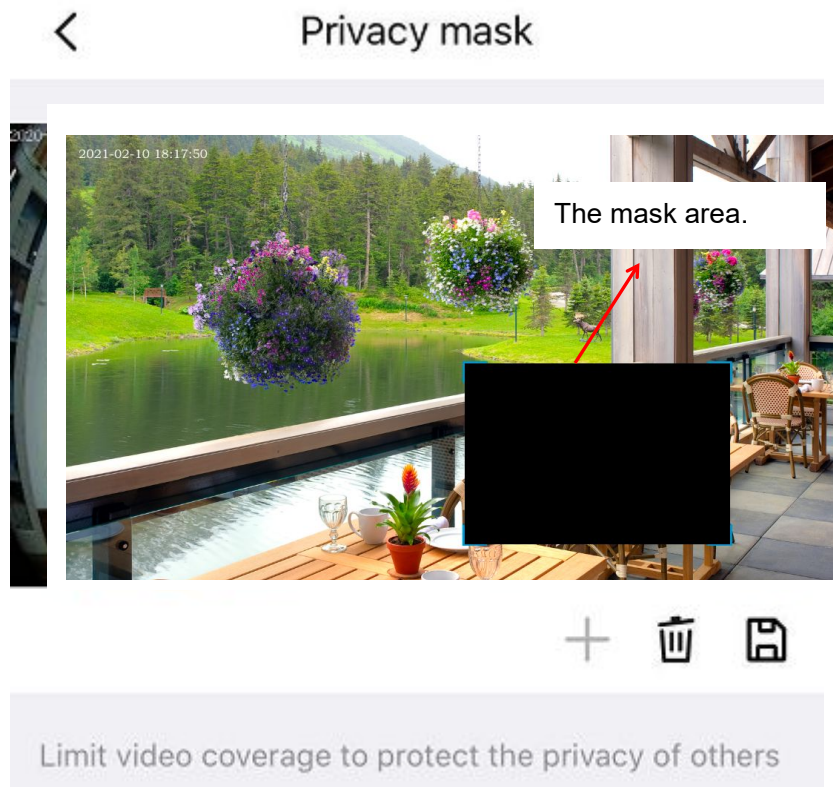 Privacy mask
2020-
2021-02-10 18:17:50
The mask area.
Limit video coverage to protect the privacy of others